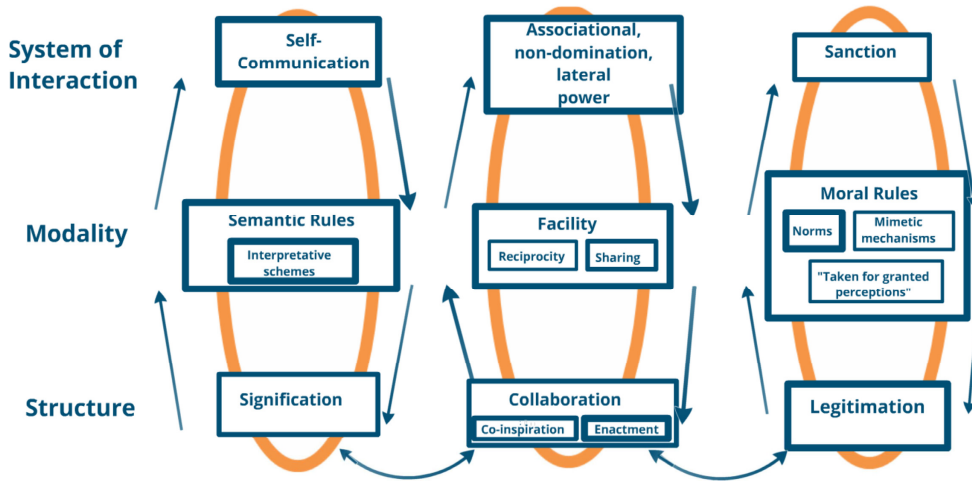 System of
Interaction
Self-
Communication
Associational,
non-domination,
lateral
power
Sanction
Modality
Semantic Rules
Interpretative
schemes
Facility
Reciprocity
Sharing
Moral Rules
Norms
Mimetic
mechanisms
"Taken for granted
perceptions"
Structure
Signification
Collaboration
Co-inspiration
Enactment
Legitimation